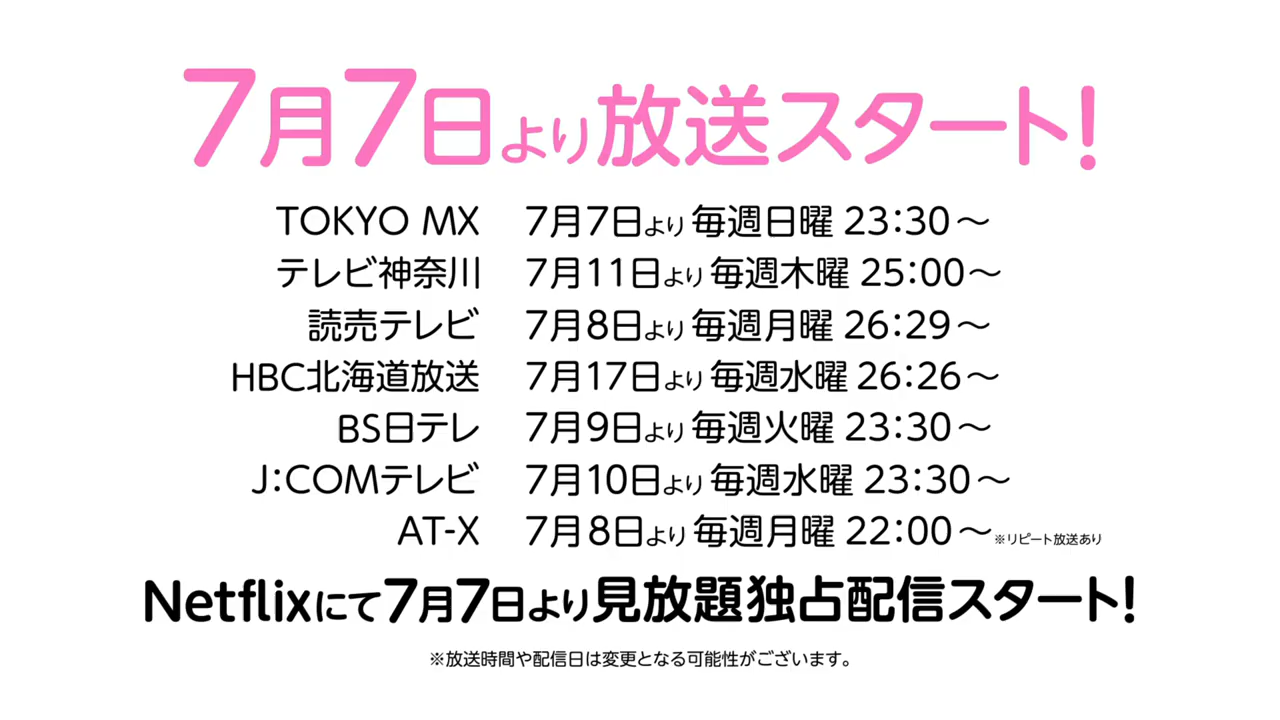 7月7日より放送スタート!
TOKYO MX 7月7日より 毎週日曜 23:30～
テレビ神奈川 7月11日より 毎週木曜 25:00～
読売テレビ 7月8日より 毎週月曜 26:29～
HBC北海道放送 7月17日より 毎週水曜 26:26～
BS日テレ 7月9日より 毎週火曜 23:30～
J:COMテレビ 7月10日より 毎週水曜 23:30～
AT-X 7月8日より 毎週月曜 22:00～※リピート放送あり
Netflixにて7月7日より見放題独占配信スタート!
※放送時間や配信日は変更となる可能性がございます。